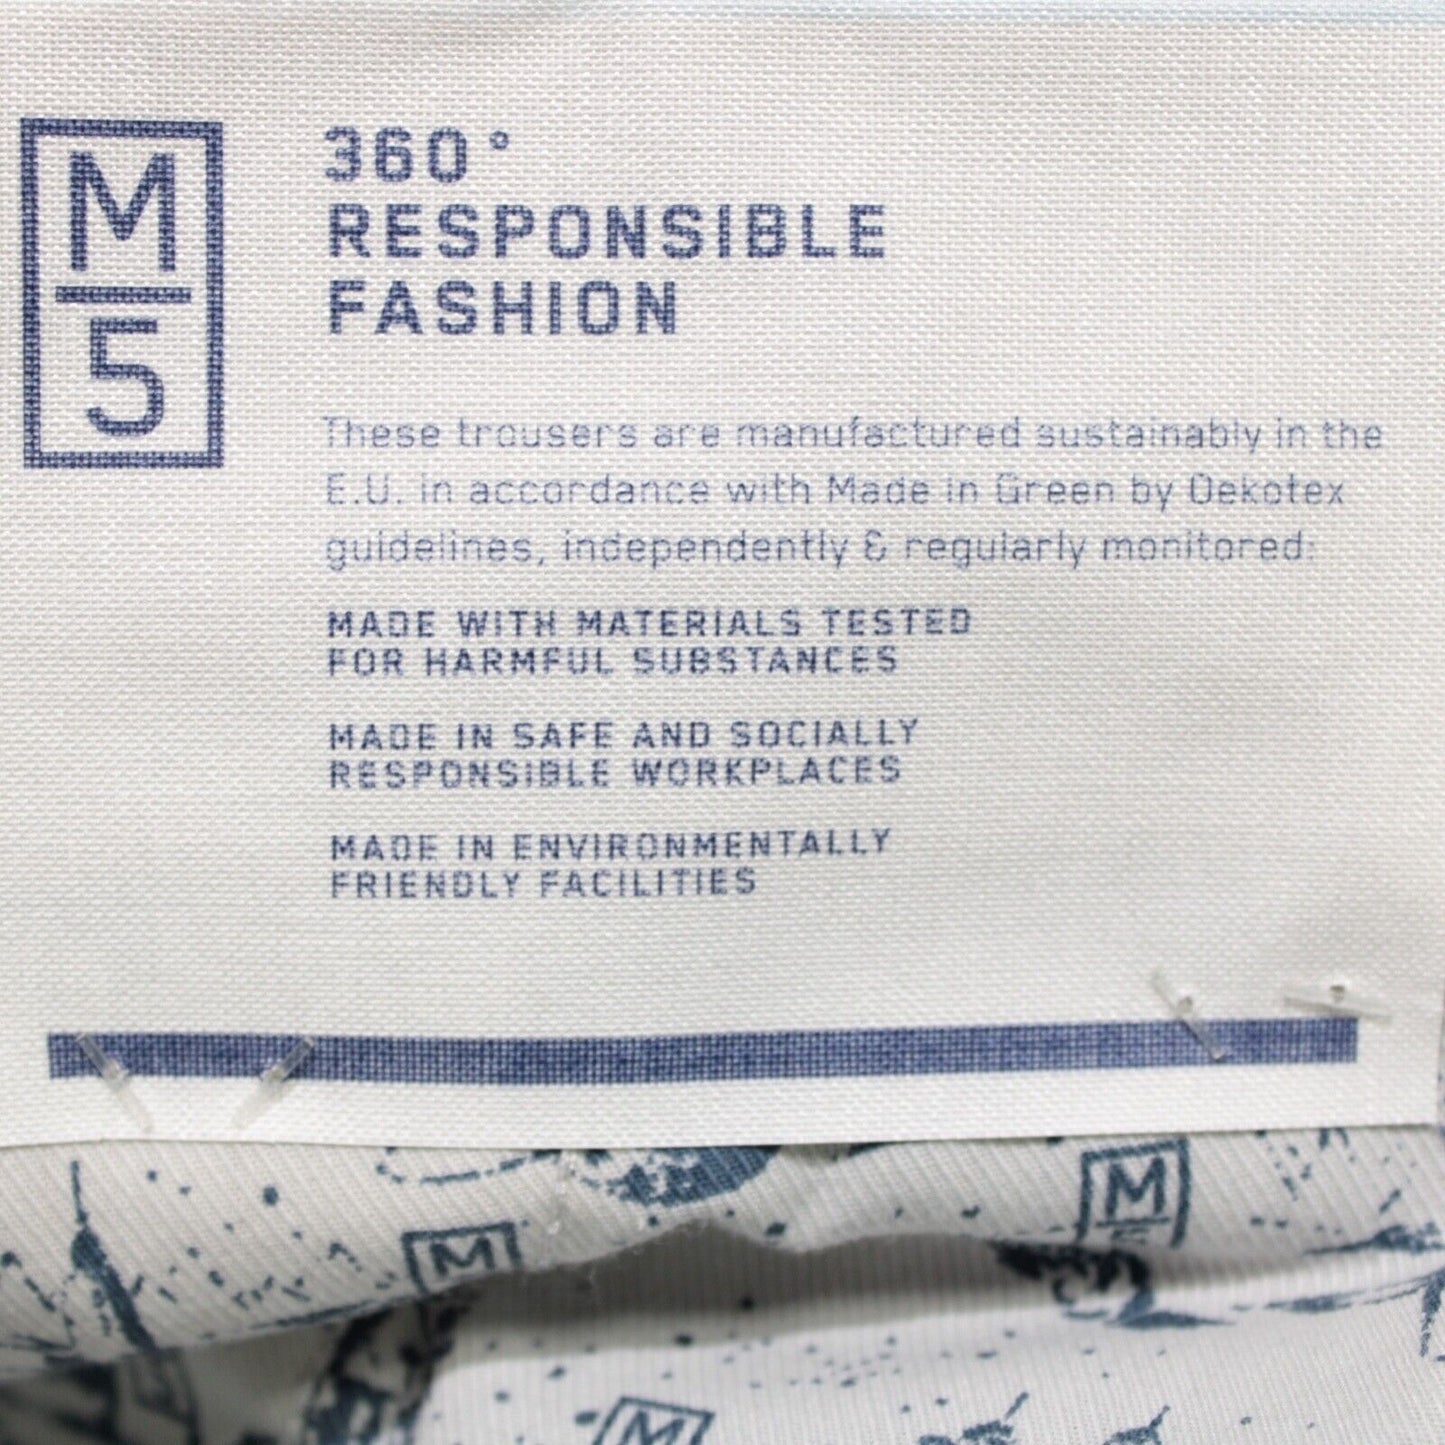 M
5
360°
RESPONSIBLE
FASHION
These trousers are manufactured sustainably in the
E.U. in accordance with Made in Green by Oekotex
guidelines, independently & regularly monitored:
MADE WITH MATERIALS TESTED
FOR HARMFUL SUBSTANCES
MADE IN SAFE AND SOCIALLY
RESPONSIBLE WORKPLACES
MADE IN ENVIRONMENTALLY
FRIENDLY FACILITIES
M
M
5
M